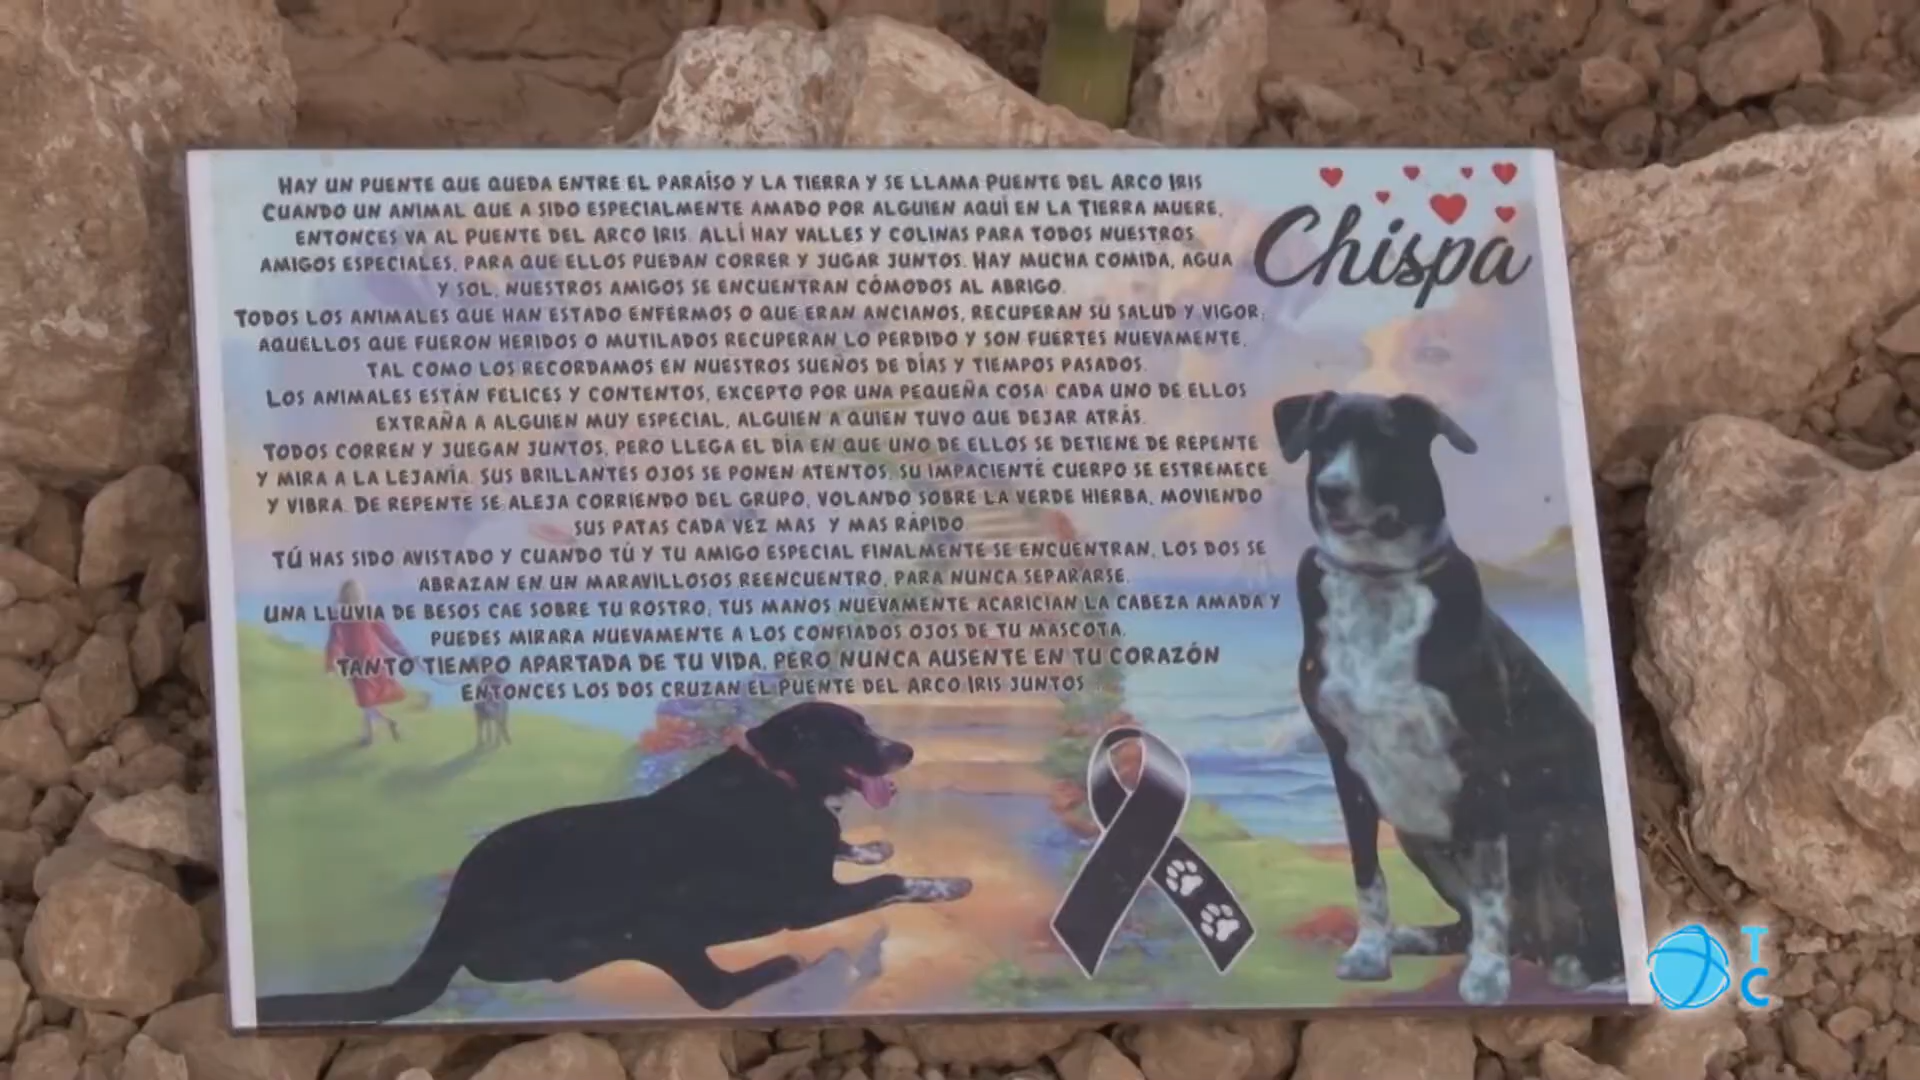 HAY UN PUENTE QUE QUEDA ENTRE EL PARAÍSO Y LA TIERRA Y SE LLAMA PUENTE DEL ARCO IRIS
CUANDO UN ANIMAL QUE A SIDO ESPECIALMENTE AMADO POR ALGUIEN AQUÍ EN LA TIERRA MUERE,
ENTONCES VA AL PUENTE DEL ARCO IRIS. ALLÍ HAY VALLES Y COLINAS PARA TODOS NUESTROS
AMIGOS ESPECIALES, PARA QUE ELLOS PUEDAN CORRER Y JUGAR JUNTOS. HAY MUCHA COMIDA, AGUA
Y SOL, NUESTROS AMIGOS SE ENCUENTRAN CÓMODOS AL ABRIGO.
TODOS LOS ANIMALES QUE HAN ESTADO ENFERMOS O QUE ERAN ANCIANOS, RECUPERAN SU SALUD Y VIGOR;
AQUELLOS QUE FUERON HERIDOS O MUTILADOS RECUPERAN LO PERDIDO Y SON FUERTES NUEVAMENTE,
TAL COMO LOS RECORDAMOS EN NUESTROS SUEÑOS DE DÍAS Y TIEMPOS PASADOS.
LOS ANIMALES ESTÁN FELICES Y CONTENTOS, EXCEPTO POR UNA PEQUEÑA COSA: CADA UNO DE ELLOS
EXTRAÑA A ALGUIEN MUY ESPECIAL, ALGUIEN A QUIEN TUVO QUE DEJAR ATRÁS.
TODOS CORREN Y JUEGAN JUNTOS, PERO LLEGA EL DÍA EN QUE UNO DE ELLOS SE DETIENE DE REPENTE
Y MIRA A LA LEJANÍA. SUS BRILLANTES OJOS SE PONEN ATENTOS, SU IMPACIENTE CUERPO SE ESTREMECE
Y VIBRA. DE REPENTE SE ALEJA CORRIENDO DEL GRUPO, VOLANDO SOBRE LA VERDE HIERBA, MOVIENDO
SUS PATAS CADA VEZ MAS Y MAS RÁPIDO.
TÚ HAS SIDO AVISTADO Y CUANDO TÚ Y TU AMIGO ESPECIAL FINALMENTE SE ENCUENTRAN, LOS DOS SE
ABRAZAN EN UN MARAVILLOSOS REENCUENTRO, PARA NUNCA SEPARARSE.
UNA LLUVIA DE BESOS CAE SOBRE TU ROSTRO; TUS MANOS NUEVAMENTE ACARICIAN LA CABEZA AMADA Y
PUEDES MIRARA NUEVAMENTE A LOS CONFIADOS OJOS DE TU MASCOTA,
TANTO TIEMPO APARTADA DE TU VIDA, PERO NUNCA AUSENTE EN TU CORAZÓN
ENTONCES LOS DOS CRUZAN EL PUENTE DEL ARCO IRIS JUNTOS...
Chispa
TC